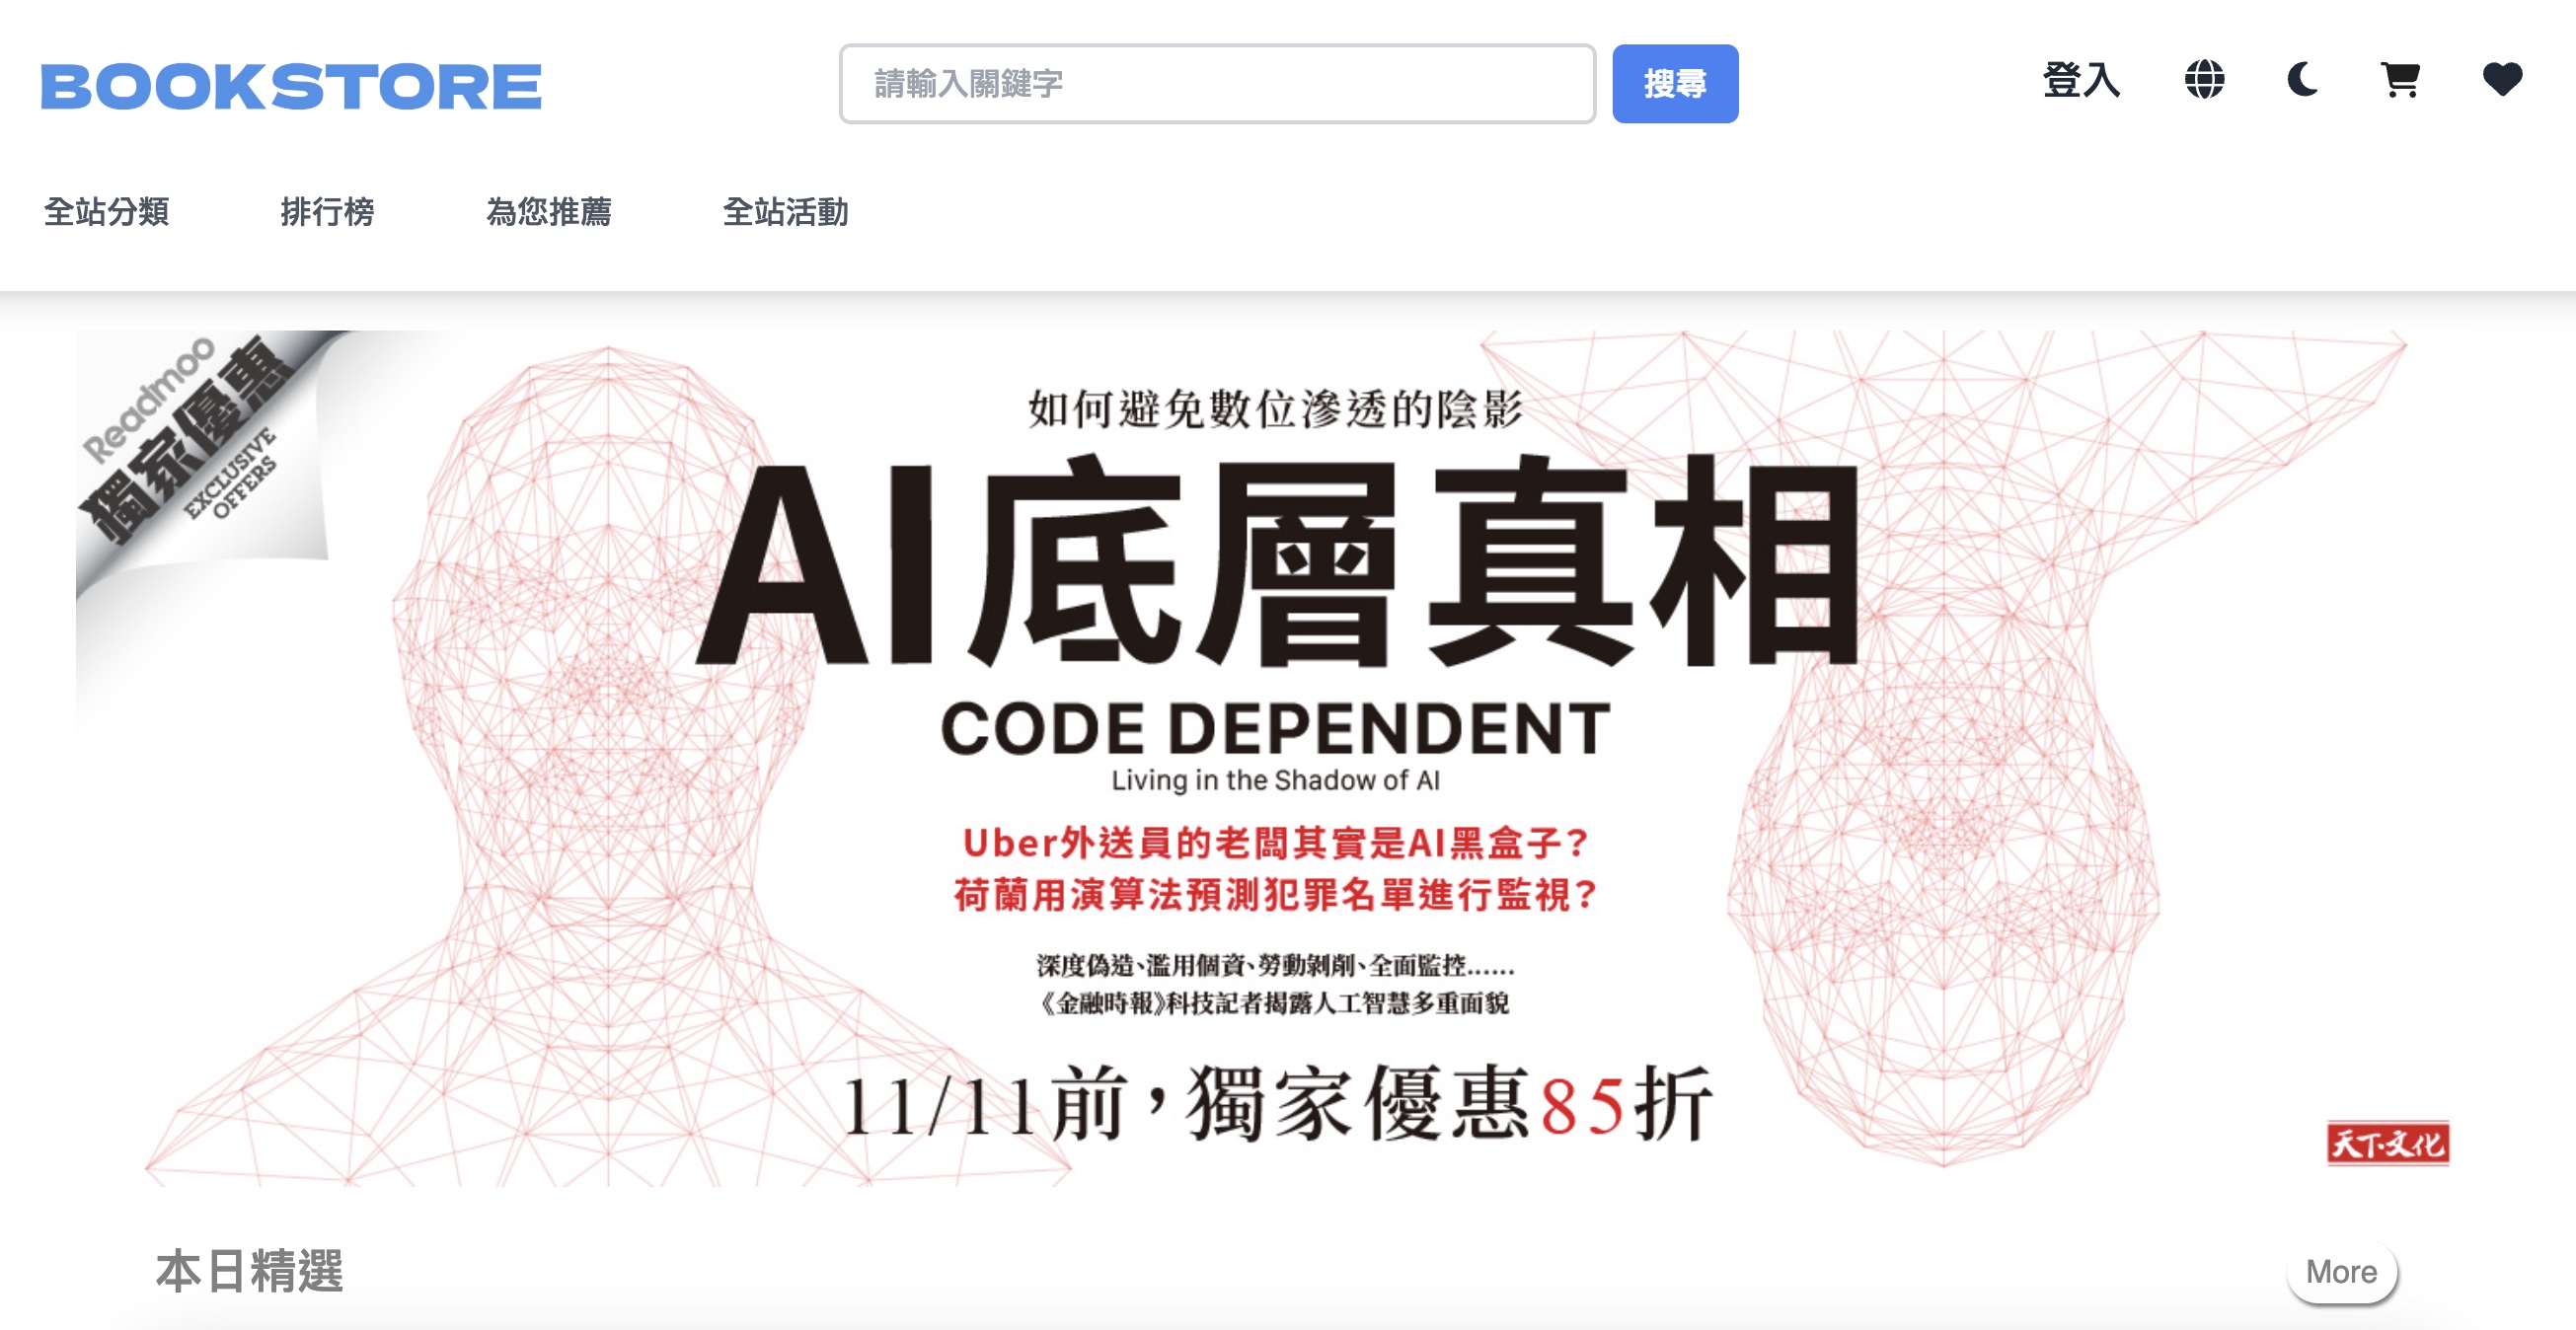 BOOKSTORE
請輸入關鍵字
搜尋
登入
全站分類
排行榜
為您推薦
全站活動
Readmoo
獨家優惠
EXCLUSIVE
OFFERS
如何避免數位滲透的陰影
AI底層真相
CODE DEPENDENT
Living in the Shadow of AI
Uber外送員的老闆其實是AI黑盒子？
荷蘭用演算法預測犯罪名單進行監視？
深度偽造、濫用個資、勞動剝削、全面監控……
《金融時報》科技記者揭露人工智慧多重面貌
11/11前，獨家優惠85折
天下文化
本日精選
More